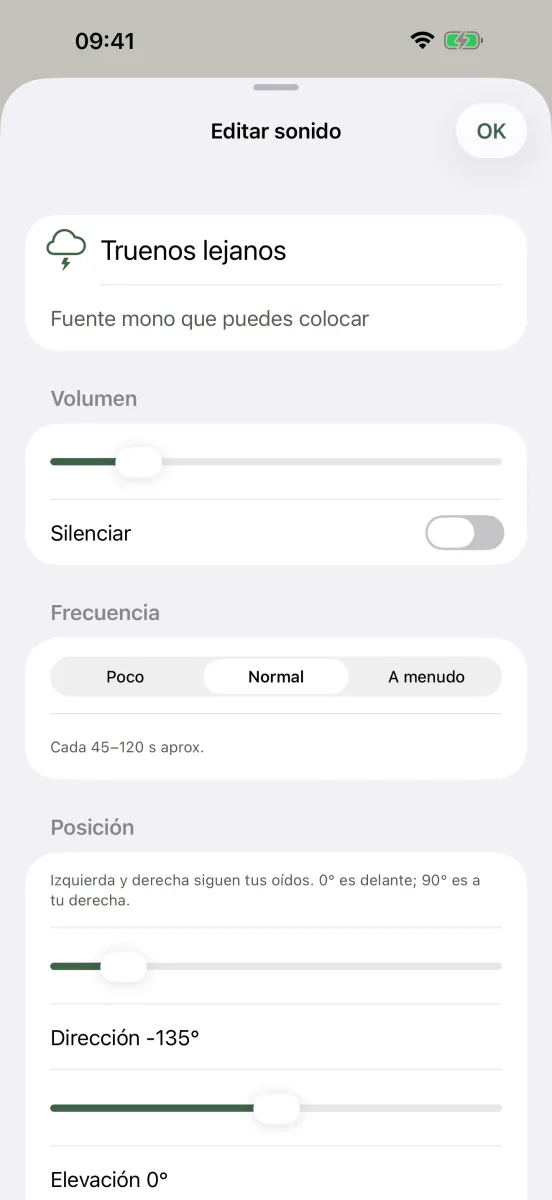 09:41
Editar sonido
OK
Truenos lejanos
Fuente mono que puedes colocar
Volumen
Silenciar
Frecuencia
Poco
Normal
A menudo
Cada 45–120 s aprox.
Posición
Izquierda y derecha siguen tus oídos. 0° es delante; 90° es a
tu derecha.
Dirección -135°
Elevación 0°